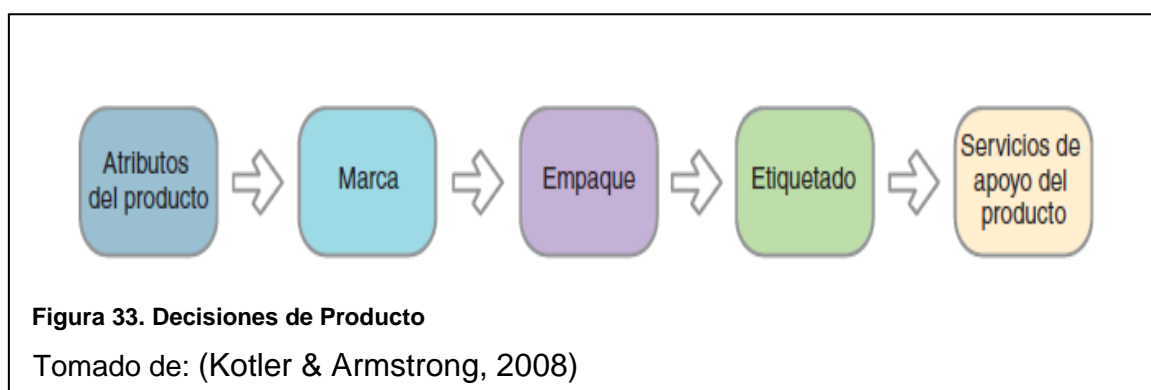 Atributos
del producto
Marca
Empaque
Etiquetado
Servicios de
apoyo del
producto
Figura 33. Decisiones de Producto
Tomado de: (Kotler & Armstrong, 2008)